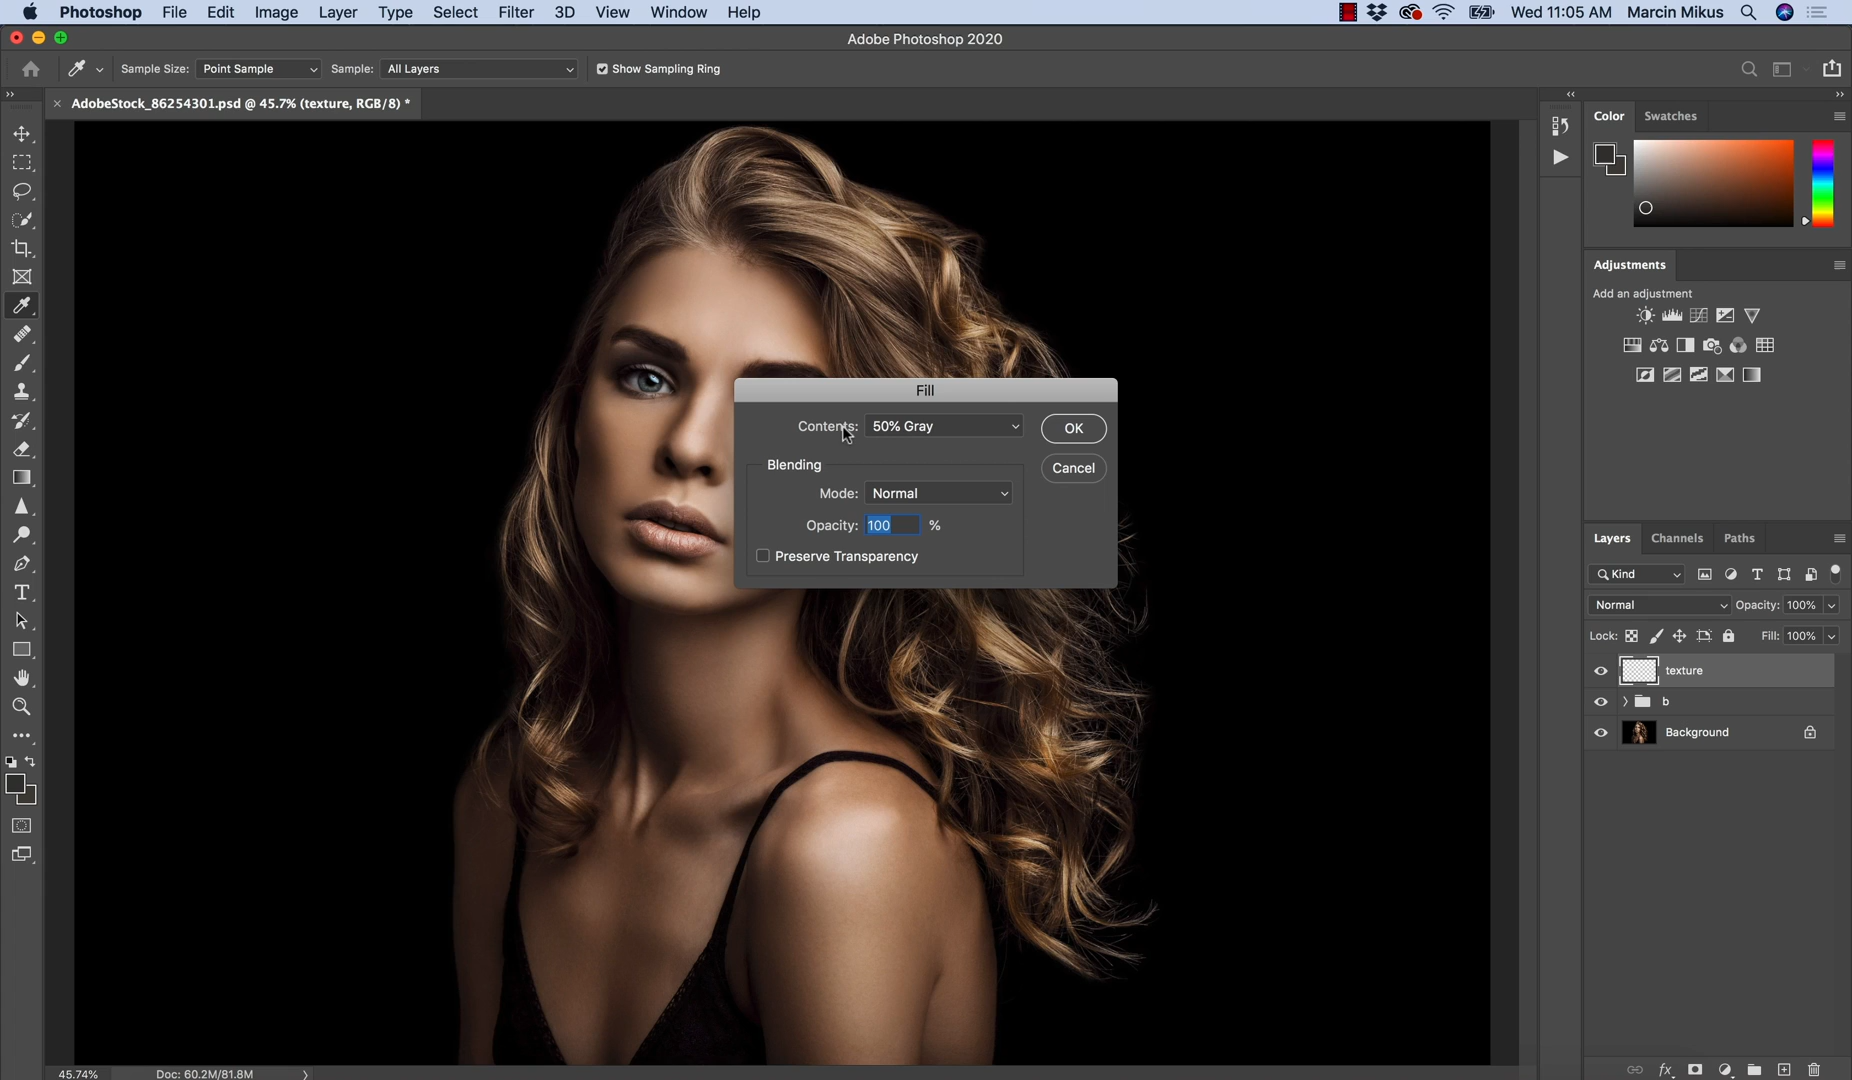 Photoshop File Edit Image Layer Type Select Filter 3D View Window Help Wed 11:05 AM Marcin Mikus
Adobe Photoshop 2020
Sample Size: Point Sample Sample: All Layers Show Sampling Ring
× AdobeStock_86254301.psd @ 45.7% (texture, RGB/8) *
Color Swatches
Adjustments
Add an adjustment
Fill
Contents: 50% Gray OK
Blending Cancel
Mode: Normal
Opacity: 100 %
Preserve Transparency
Layers Channels Paths
Kind
Normal Opacity: 100%
Lock: Fill: 100%
texture
b
Background
45.74% Doc: 60.2M/81.8M